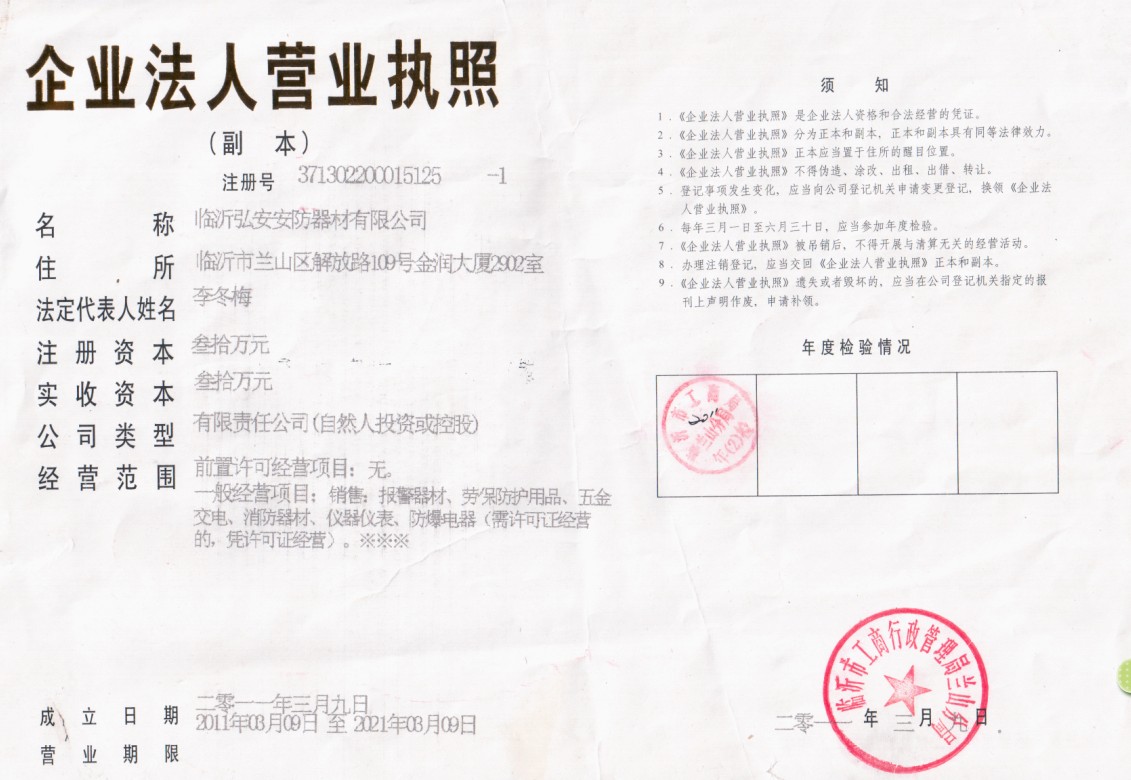 企业法人营业执照
（副 本）
注册号 371302200015125 -1
名 称 临沂弘安安防器材有限公司
住 所 临沂市兰山区解放路109号金润大厦2902室
法定代表人姓名 李冬梅
注 册 资 本 叁拾万元
实 收 资 本 叁拾万元
公 司 类 型 有限责任公司(自然人投资或控股)
经 营 范 围 前置许可经营项目：无。
一般经营项目：销售：报警器材、劳保防护用品、五金
交电、消防器材、仪器仪表、防爆电器（需许可证经营
的，凭许可证经营）。※※※
成 立 日 期 二零一一年三月九日
营 业 期 限 2011年03月09日 至 2021年03月09日
须 知
1．《企业法人营业执照》是企业法人资格和合法经营的凭证。
2．《企业法人营业执照》分为正本和副本，正本和副本具有同等法律效力。
3．《企业法人营业执照》正本应当置于住所的醒目位置。
4．《企业法人营业执照》不得伪造、涂改、出租、出借、转让。
5．登记事项发生变化，应当向公司登记机关申请变更登记，换领《企业法
人营业执照》。
6．每年三月一日至六月三十日，应当参加年度检验。
7．《企业法人营业执照》被吊销后，不得开展与清算无关的经营活动。
8．办理注销登记，应当交回《企业法人营业执照》正本和副本。
9．《企业法人营业执照》遗失或者毁坏的，应当在公司登记机关指定的报
刊上声明作废，申请补领。
年度检验情况
临沂市工商行政管理局兰山分局
二零一一 年 三 月 九 日